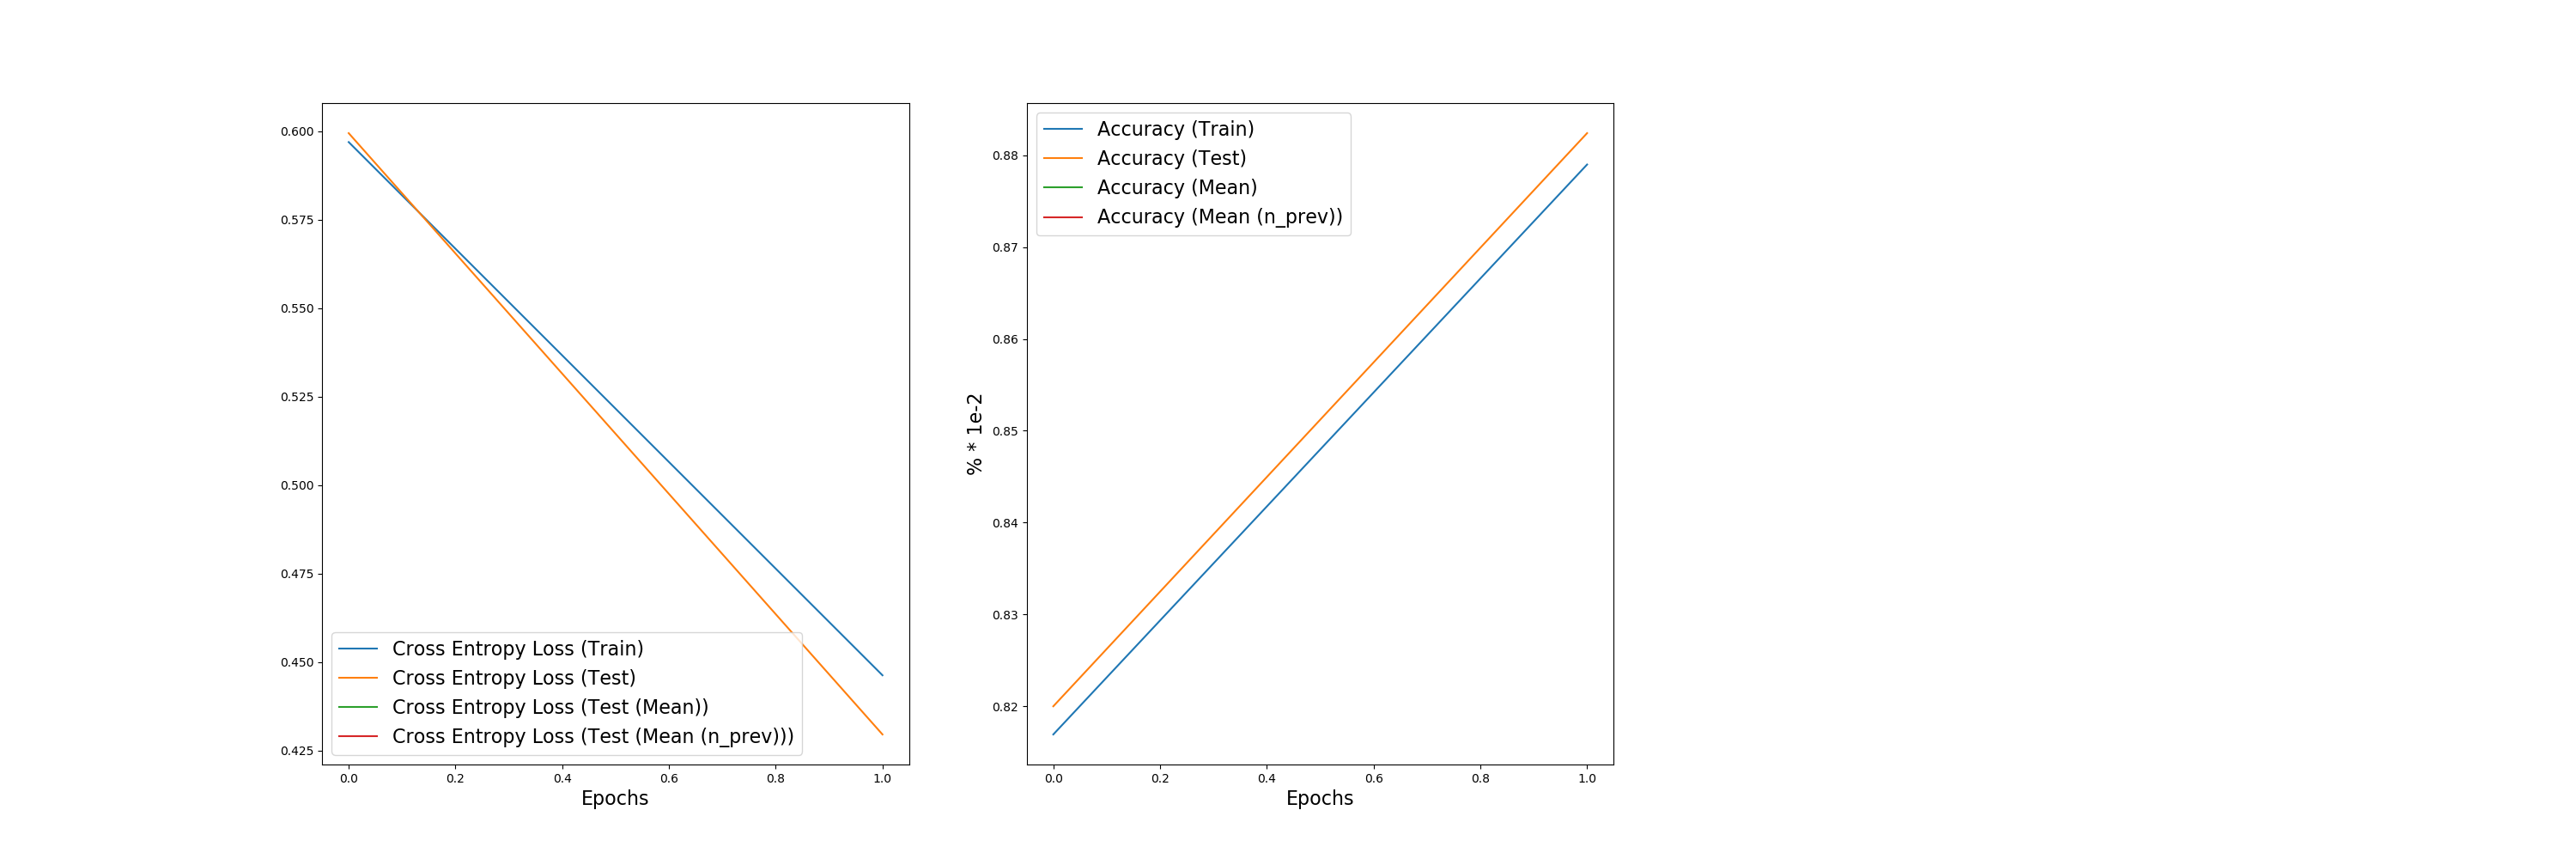 0.600
0.575
0.550
0.525
0.500
0.475
0.450
0.425
Cross Entropy Loss (Train)
Cross Entropy Loss (Test)
Cross Entropy Loss (Test (Mean))
Cross Entropy Loss (Test (Mean (n_prev)))
0.0 0.2 0.4 0.6 0.8 1.0
Epochs
% * 1e-2
0.88
0.87
0.86
0.85
0.84
0.83
0.82
Accuracy (Train)
Accuracy (Test)
Accuracy (Mean)
Accuracy (Mean (n_prev))
0.0 0.2 0.4 0.6 0.8 1.0
Epochs